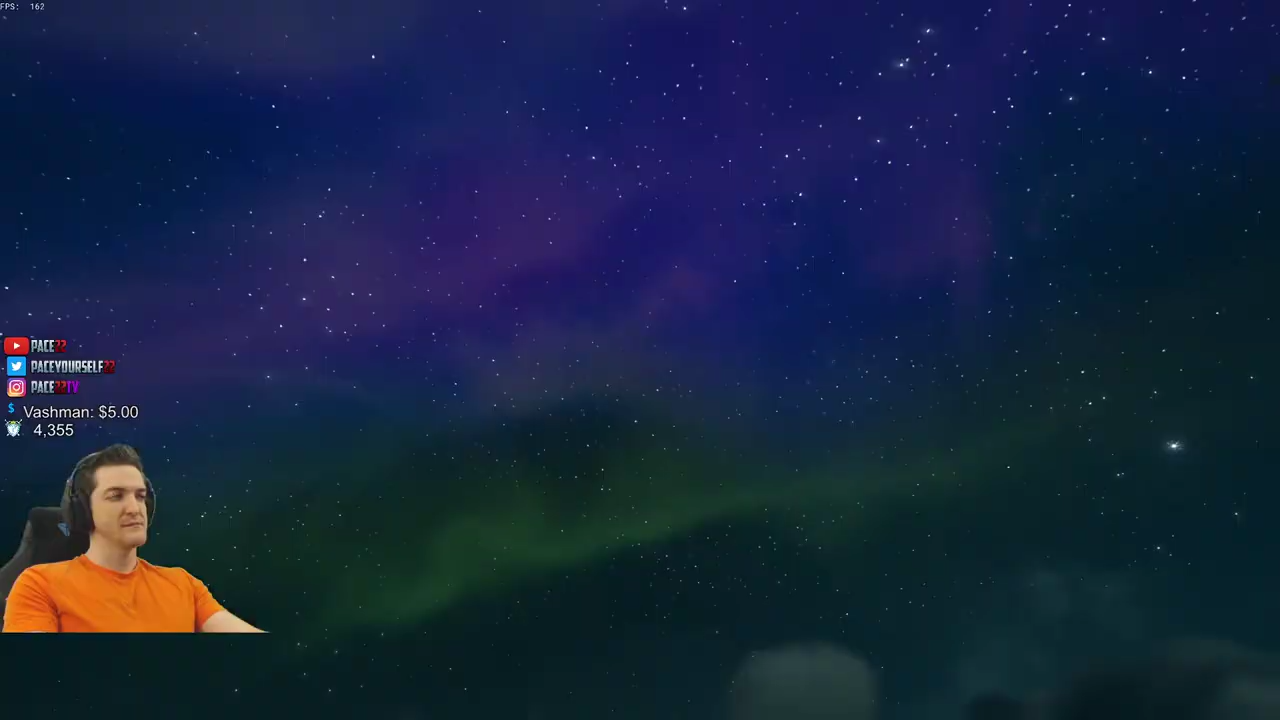 FPS: 162
PACE22
PACEYOURSELF22
PACE22TV
$ Vashman: $5.00
4,355